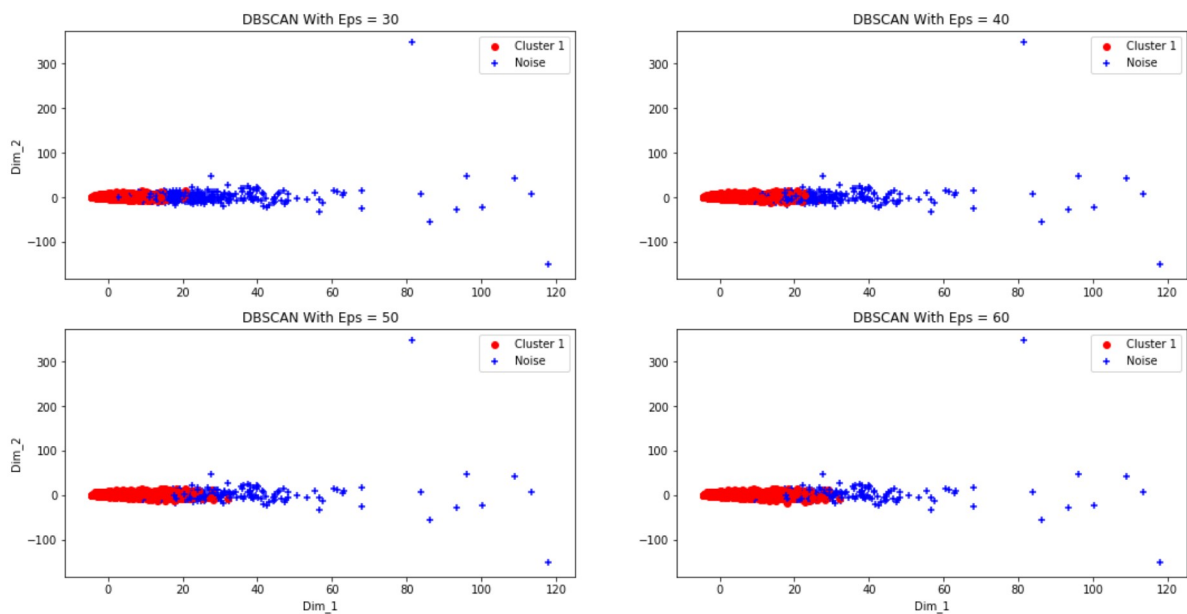 DBSCAN With Eps = 30
Cluster 1
Noise
300
200
100
0
−100
Dim_2
0 20 40 60 80 100 120
DBSCAN With Eps = 40
Cluster 1
Noise
300
200
100
0
−100
0 20 40 60 80 100 120
DBSCAN With Eps = 50
Cluster 1
Noise
300
200
100
0
−100
Dim_2
0 20 40 60 80 100 120
Dim_1
DBSCAN With Eps = 60
Cluster 1
Noise
300
200
100
0
−100
0 20 40 60 80 100 120
Dim_1